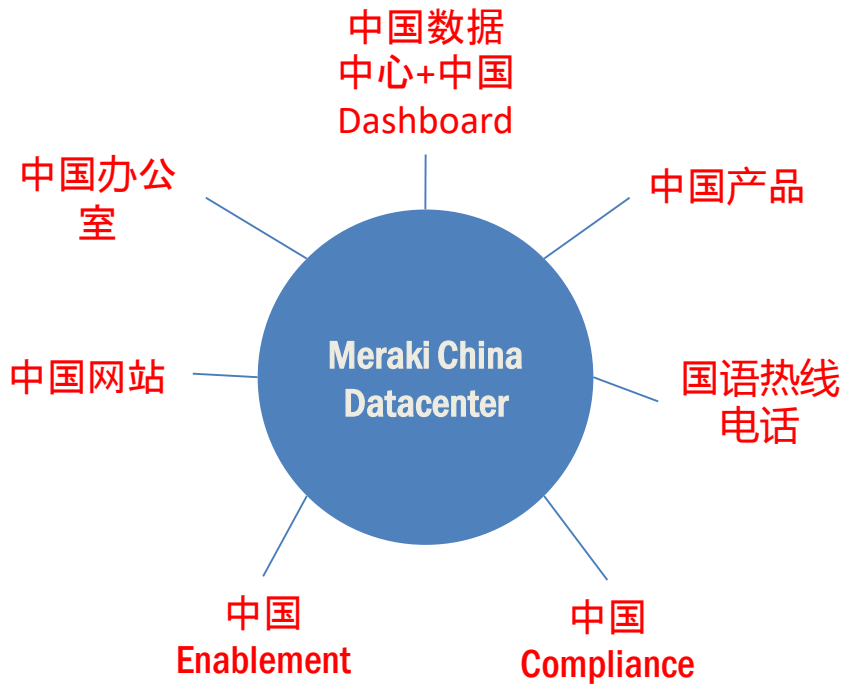 中国数据
中心+中国
Dashboard
中国办公
室
中国产品
Meraki China
Datacenter
中国网站
国语热线
电话
中国
Enablement
中国
Compliance